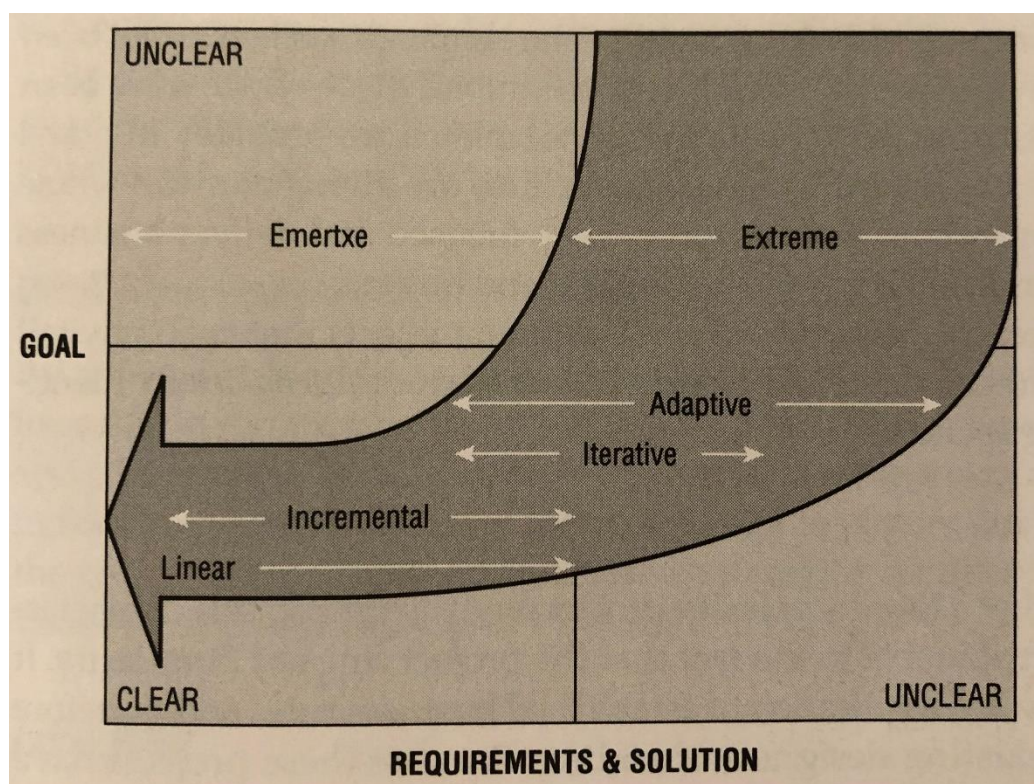 UNCLEAR
Emertxe
Extreme
GOAL
Adaptive
Iterative
Incremental
Linear
CLEAR
UNCLEAR
REQUIREMENTS & SOLUTION